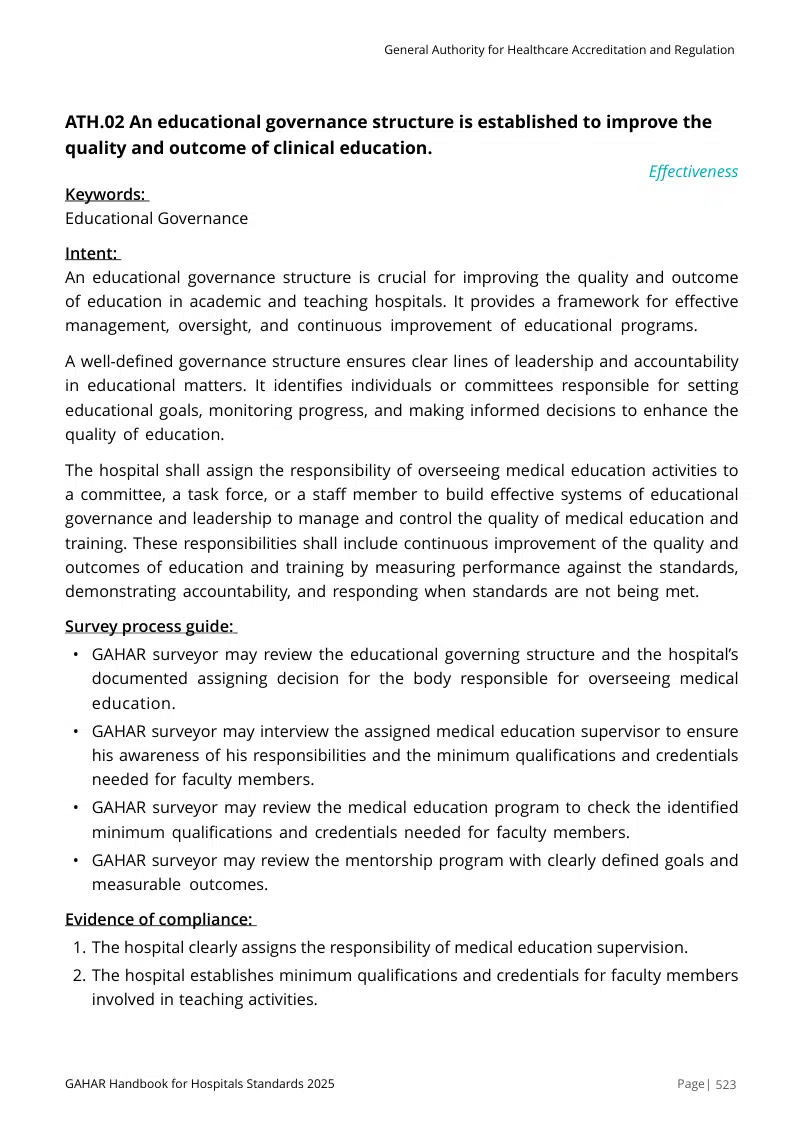 General Authority for Healthcare Accreditation and Regulation
ATH.02 An educational governance structure is established to improve the
quality and outcome of clinical education.
Effectiveness
Keywords:
Educational Governance
Intent:
An educational governance structure is crucial for improving the quality and outcome
of education in academic and teaching hospitals. It provides a framework for effective
management, oversight, and continuous improvement of educational programs.
A well-defined governance structure ensures clear lines of leadership and accountability
in educational matters. It identifies individuals or committees responsible for setting
educational goals, monitoring progress, and making informed decisions to enhance the
quality of education.
The hospital shall assign the responsibility of overseeing medical education activities to
a committee, a task force, or a staff member to build effective systems of educational
governance and leadership to manage and control the quality of medical education and
training. These responsibilities shall include continuous improvement of the quality and
outcomes of education and training by measuring performance against the standards,
demonstrating accountability, and responding when standards are not being met.
Survey process guide:
• GAHAR surveyor may review the educational governing structure and the hospital’s
documented assigning decision for the body responsible for overseeing medical
education.
• GAHAR surveyor may interview the assigned medical education supervisor to ensure
his awareness of his responsibilities and the minimum qualifications and credentials
needed for faculty members.
• GAHAR surveyor may review the medical education program to check the identified
minimum qualifications and credentials needed for faculty members.
• GAHAR surveyor may review the mentorship program with clearly defined goals and
measurable outcomes.
Evidence of compliance:
1. The hospital clearly assigns the responsibility of medical education supervision.
2. The hospital establishes minimum qualifications and credentials for faculty members
involved in teaching activities.
GAHAR Handbook for Hospitals Standards 2025
Page| 523